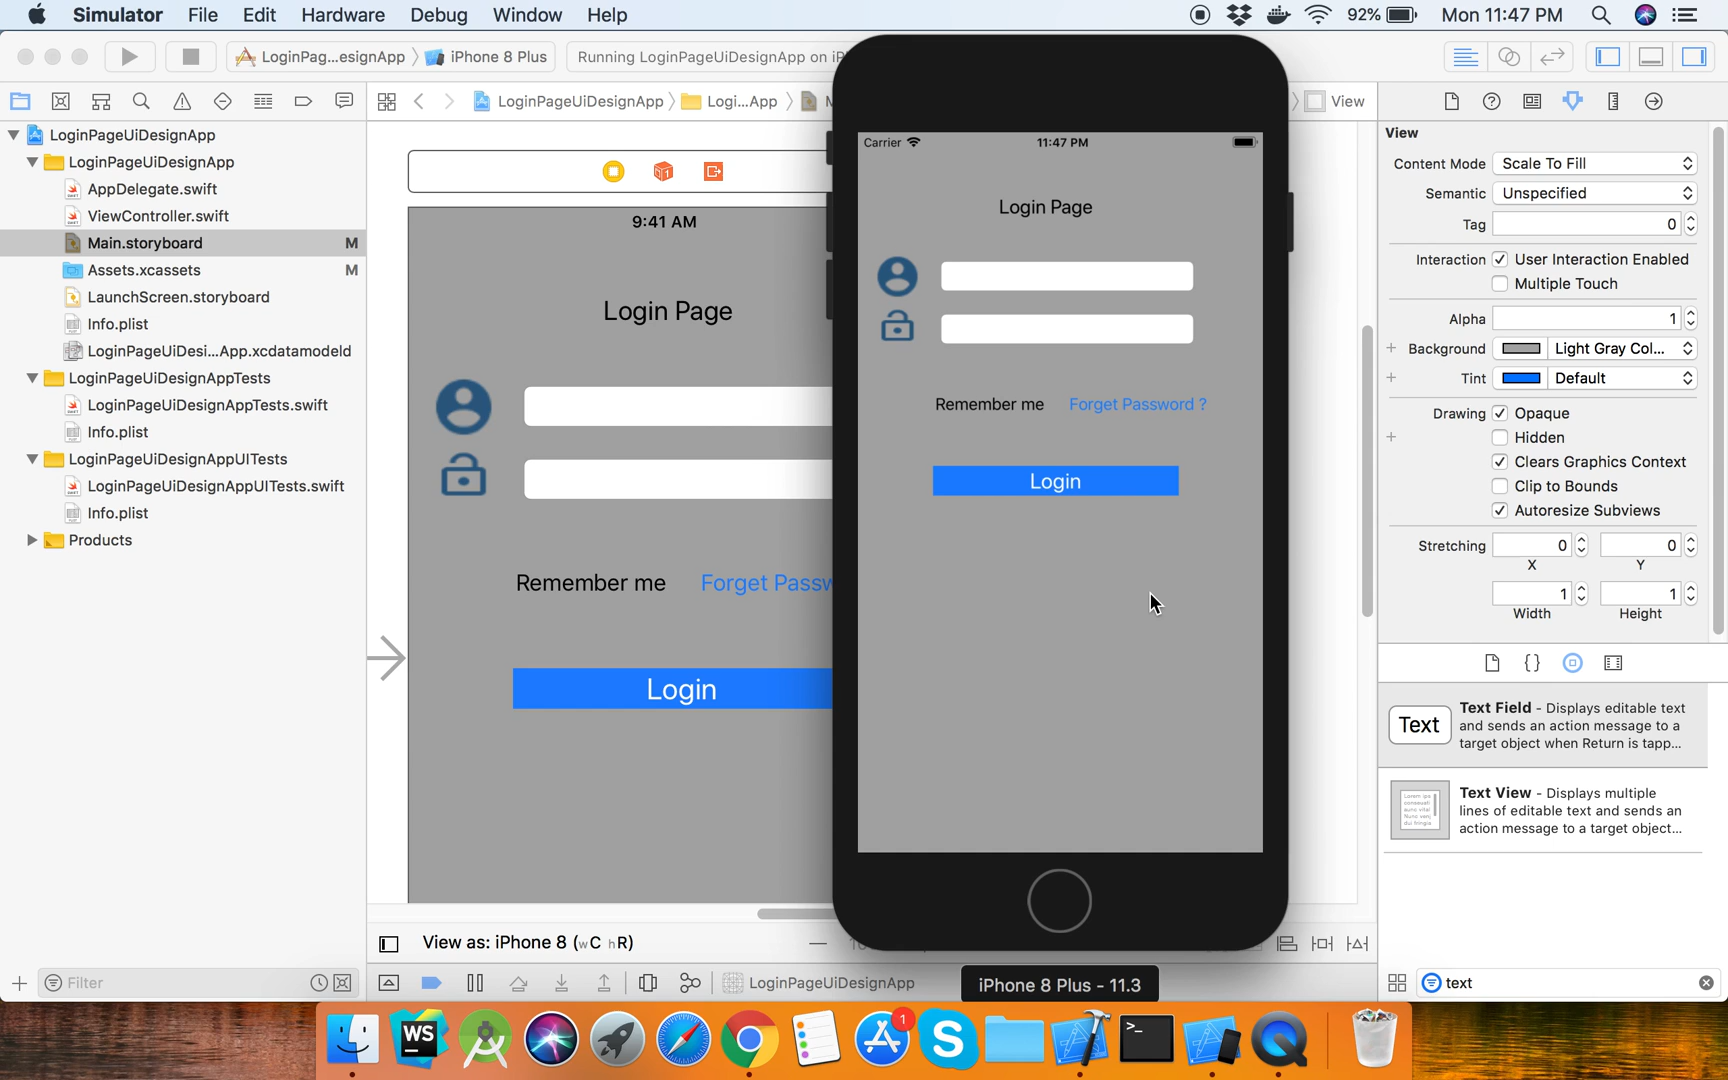 Simulator File Edit Hardware Debug Window Help 92% Mon 11:47 PM
LoginPag...esignApp iPhone 8 Plus Running LoginPageUiDesignApp on iP
LoginPageUiDesignApp Logi...App View
LoginPageUiDesignApp
LoginPageUiDesignApp
AppDelegate.swift
ViewController.swift
Main.storyboard M
Assets.xcassets M
LaunchScreen.storyboard
Info.plist
LoginPageUiDesi...App.xcdatamodeld
LoginPageUiDesignAppTests
LoginPageUiDesignAppTests.swift
Info.plist
LoginPageUiDesignAppUITests
LoginPageUiDesignAppUITests.swift
Info.plist
Products
Filter
9:41 AM
Login Page
Remember me Forget Passw
Login
View as: iPhone 8 (wC hR)
LoginPageUiDesignApp
Carrier 11:47 PM
Login Page
Remember me Forget Password ?
Login
iPhone 8 Plus - 11.3
View
Content Mode Scale To Fill
Semantic Unspecified
Tag 0
Interaction User Interaction Enabled
Multiple Touch
Alpha 1
+ Background Light Gray Col...
+ Tint Default
Drawing Opaque
+ Hidden
Clears Graphics Context
Clip to Bounds
Autoresize Subviews
Stretching 0 0
X Y
1 1
Width Height
{}
Text
Text Field - Displays editable text
and sends an action message to a
target object when Return is tapp...
Text View - Displays multiple
lines of editable text and sends an
action message to a target object...
text
WS
1